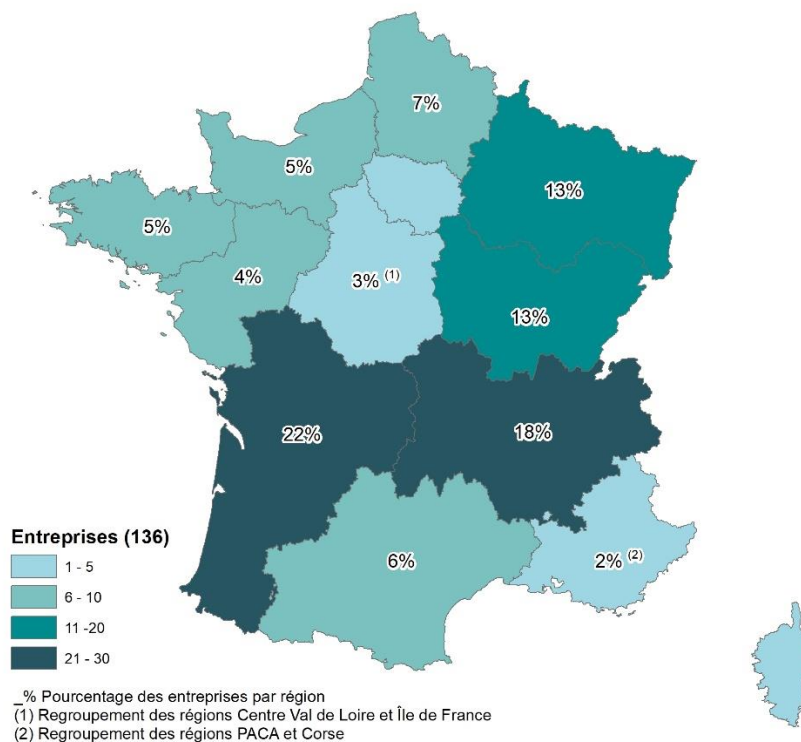 7%
5%
13%
5%
4%
3% (1)
13%
22%
18%
6%
2% (2)
Entreprises (136)
1 - 5
6 - 10
11 -20
21 - 30
_% Pourcentage des entreprises par région
(1) Regroupement des régions Centre Val de Loire et Île de France
(2) Regroupement des régions PACA et Corse